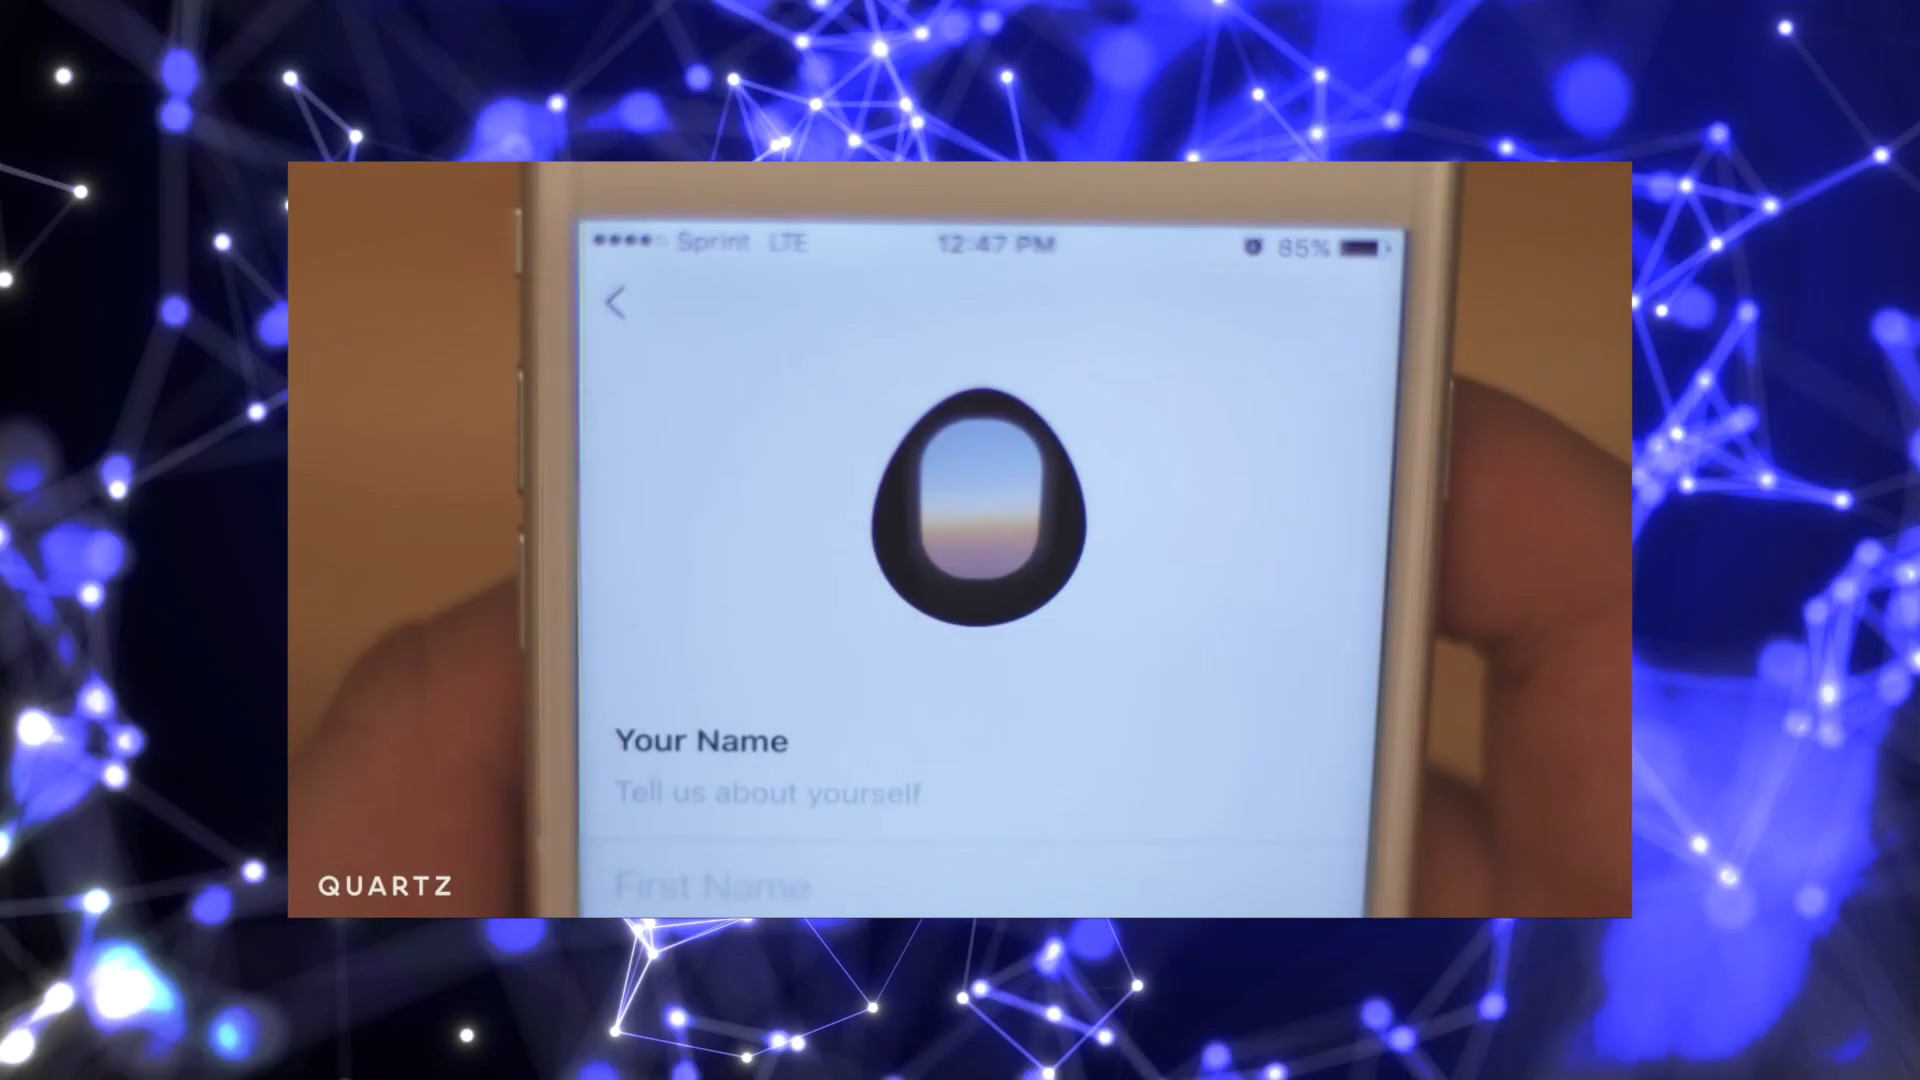 Sprint LTE 12:47 PM 85%
Your Name
Tell us about yourself
First Name
QUARTZ